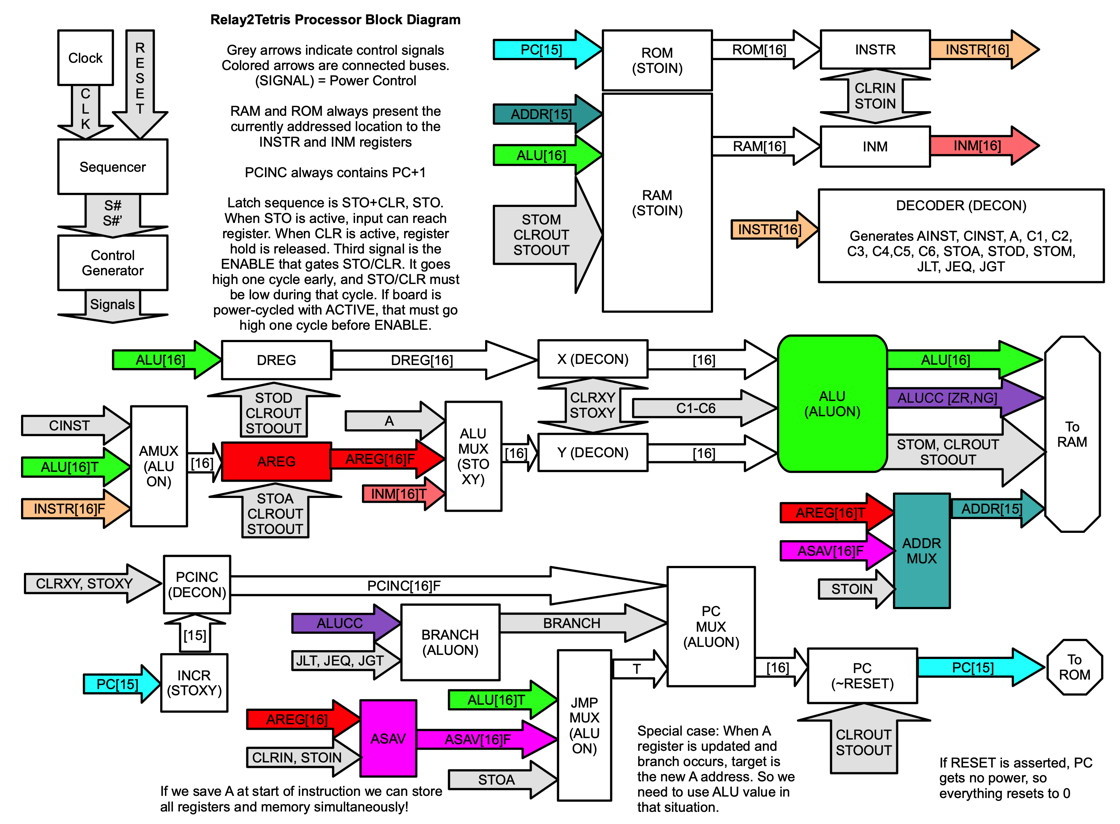 Relay2Tetris Processor Block Diagram
Grey arrows indicate control signals
Colored arrows are connected buses.
(SIGNAL) = Power Control
RAM and ROM always present the
currently addressed location to the
INSTR and INM registers
PCINC always contains PC+1
Latch sequence is STO+CLR, STO.
When STO is active, input can reach
register. When CLR is active, register
hold is released. Third signal is the
ENABLE that gates STO/CLR. It goes
high one cycle early, and STO/CLR must
be low during that cycle. If board is
power-cycled with ACTIVE, that must go
high one cycle before ENABLE.
Clock
RESET
CLK
Sequencer
S#
S#'
Control
Generator
Signals
PC[15]
ROM
(STOIN)
ROM[16]
INSTR
INSTR[16]
CLRIN
STOIN
ADDR[15]
ALU[16]
RAM
(STOIN)
RAM[16]
INM
INM[16]
STOM
CLROUT
STOOUT
INSTR[16]
DECODER (DECON)
Generates AINST, CINST, A, C1, C2,
C3, C4,C5, C6, STOA, STOD, STOM,
JLT, JEQ, JGT
ALU[16]
DREG
DREG[16]
X (DECON)
[16]
ALU
(ALUON)
ALU[16]
To
RAM
STOD
CLROUT
STOOUT
CLRXY
STOXY
C1-C6
ALUCC [ZR,NG]
CINST
ALU[16]T
INSTR[16]F
AMUX
(ALU
ON)
[16]
AREG
AREG[16]F
A
INM[16]T
ALU
MUX
(STO
XY)
[16]
Y (DECON)
[16]
STOM, CLROUT
STOOUT
STOA
CLROUT
STOOUT
AREG[16]T
ASAV[16]F
STOIN
ADDR
MUX
ADDR[15]
CLRXY, STOXY
PCINC
(DECON)
PCINC[16]F
[15]
PC[15]
INCR
(STOXY)
ALUCC
JLT, JEQ, JGT
BRANCH
(ALUON)
BRANCH
PC
MUX
(ALUON)
[16]
PC
(~RESET)
PC[15]
To
ROM
CLROUT
STOOUT
AREG[16]
CLRIN, STOIN
ASAV
ASAV[16]F
ALU[16]T
STOA
JMP
MUX
(ALU
ON)
T
If we save A at start of instruction we can store
all registers and memory simultaneously!
Special case: When A
register is updated and
branch occurs, target is
the new A address. So we
need to use ALU value in
that situation.
If RESET is asserted, PC
gets no power, so
everything resets to 0